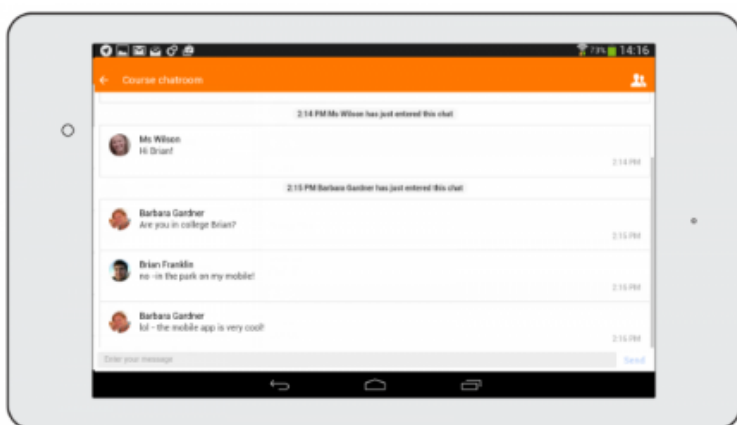 73% 14:16
Course chatroom
2:14 PM Ms Wilson has just entered this chat
Ms Wilson
Hi Brian!
2:14 PM
2:15 PM Barbara Gardner has just entered this chat
Barbara Gardner
Are you in college Brian?
2:15 PM
Brian Franklin
no -in the park on my mobile!
2:16 PM
Barbara Gardner
lol - the mobile app is very cool!
2:16 PM
Enter your message
Send